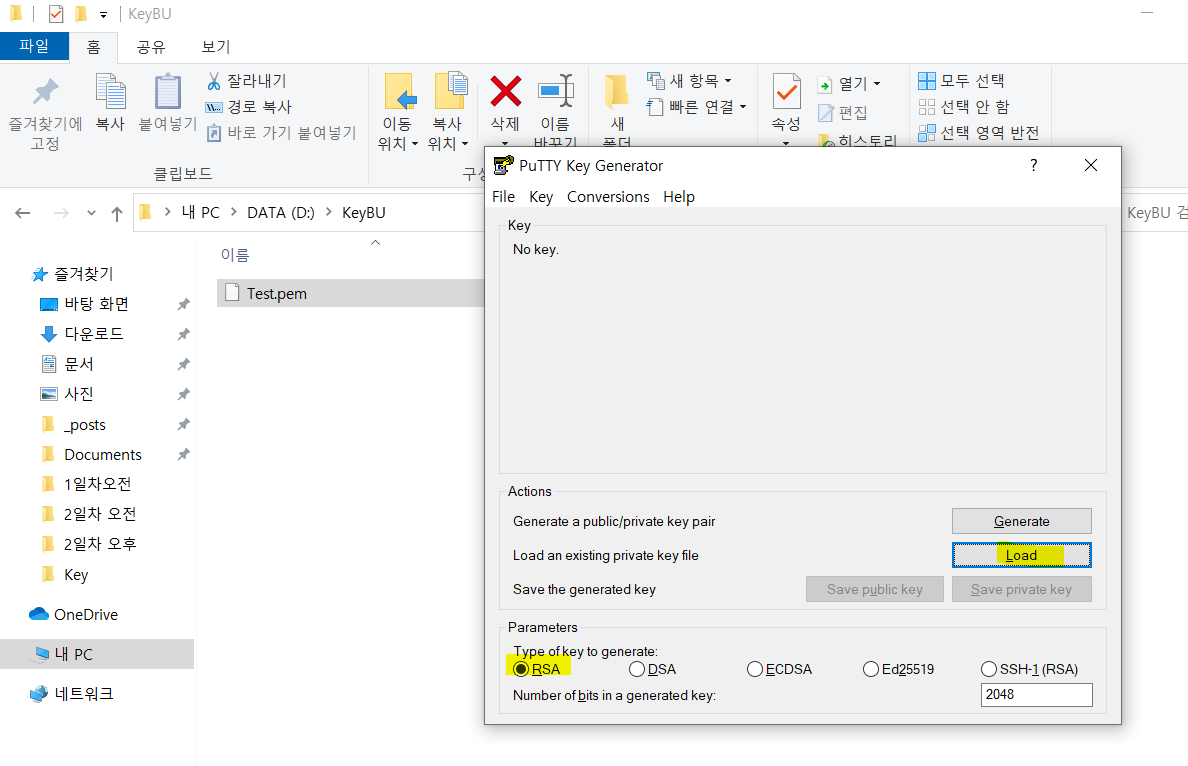 KeyBU
파일 홈 공유 보기
즐겨찾기에
고정
복사
붙여넣기
잘라내기
경로 복사
바로 가기 붙여넣기
클립보드
이동
위치
복사
위치
삭제
이름
바꾸기
구성
새
폴더
새 항목
빠른 연결
속성
열기
편집
히스토리
모두 선택
선택 안 함
선택 영역 반전
내 PC DATA (D:) KeyBU
KeyBU 검
이름
Test.pem
즐겨찾기
바탕 화면
다운로드
문서
사진
_posts
Documents
1일차오전
2일차 오전
2일차 오후
Key
OneDrive
내 PC
네트워크
PuTTY Key Generator ?
File Key Conversions Help
Key
No key.
Actions
Generate a public/private key pair Generate
Load an existing private key file Load
Save the generated key Save public key Save private key
Parameters
Type of key to generate:
RSA DSA ECDSA Ed25519 SSH-1 (RSA)
Number of bits in a generated key: 2048